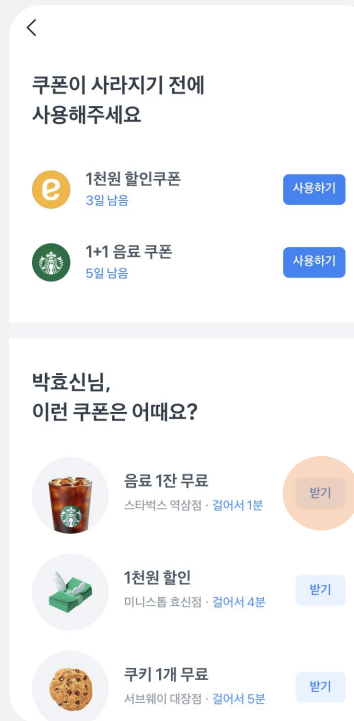 쿠폰이 사라지기 전에
사용해주세요
1천원 할인쿠폰
사용하기
3일 남음
1+1 음료 쿠폰
사용하기
5일 남음
박효신님,
이런 쿠폰은 어때요?
음료 1잔 무료
받기
스타벅스 역삼점 · 걸어서 1분
1천원 할인
받기
미니스톱 효신점 · 걸어서 4분
쿠키 1개 무료
받기
서브웨이 대장점 · 걸어서 5분